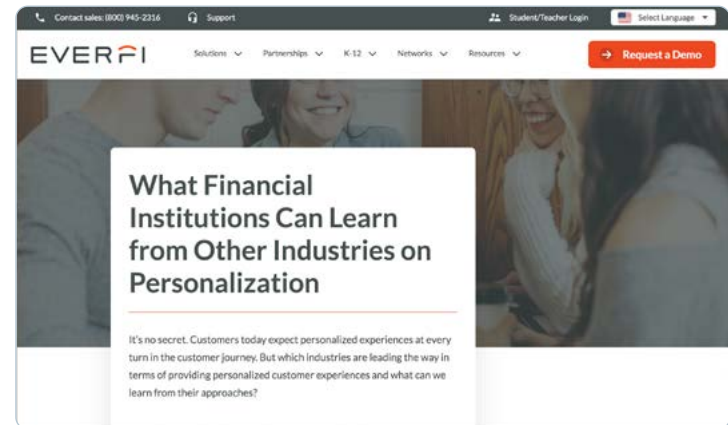 Contact sales: (800) 945-2316 Support Student/Teacher Login Select Language
EVERFI Solutions Partnerships K-12 Networks Resources Request a Demo
What Financial
Institutions Can Learn
from Other Industries on
Personalization
It's no secret. Customers today expect personalized experiences at every
turn in the customer journey. But which industries are leading the way in
terms of providing personalized customer experiences and what can we
learn from their approaches?